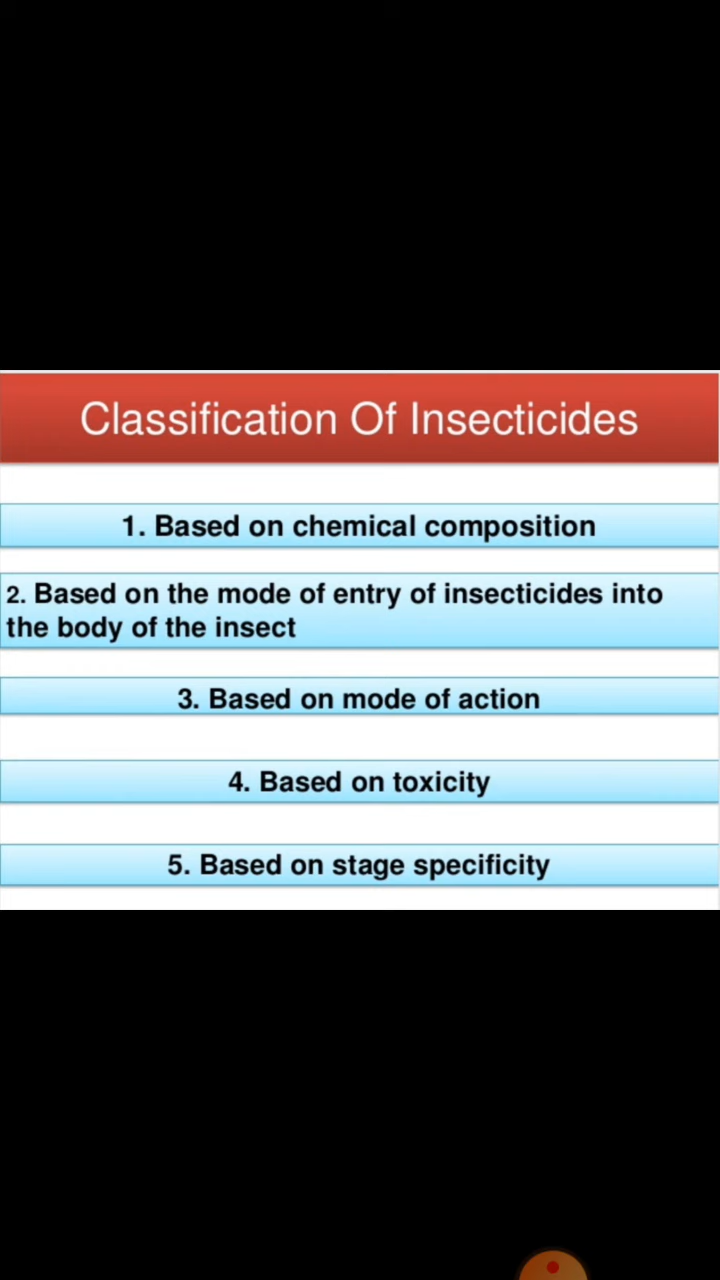 Classification Of Insecticides
1. Based on chemical composition
2. Based on the mode of entry of insecticides into
the body of the insect
3. Based on mode of action
4. Based on toxicity
5. Based on stage specificity